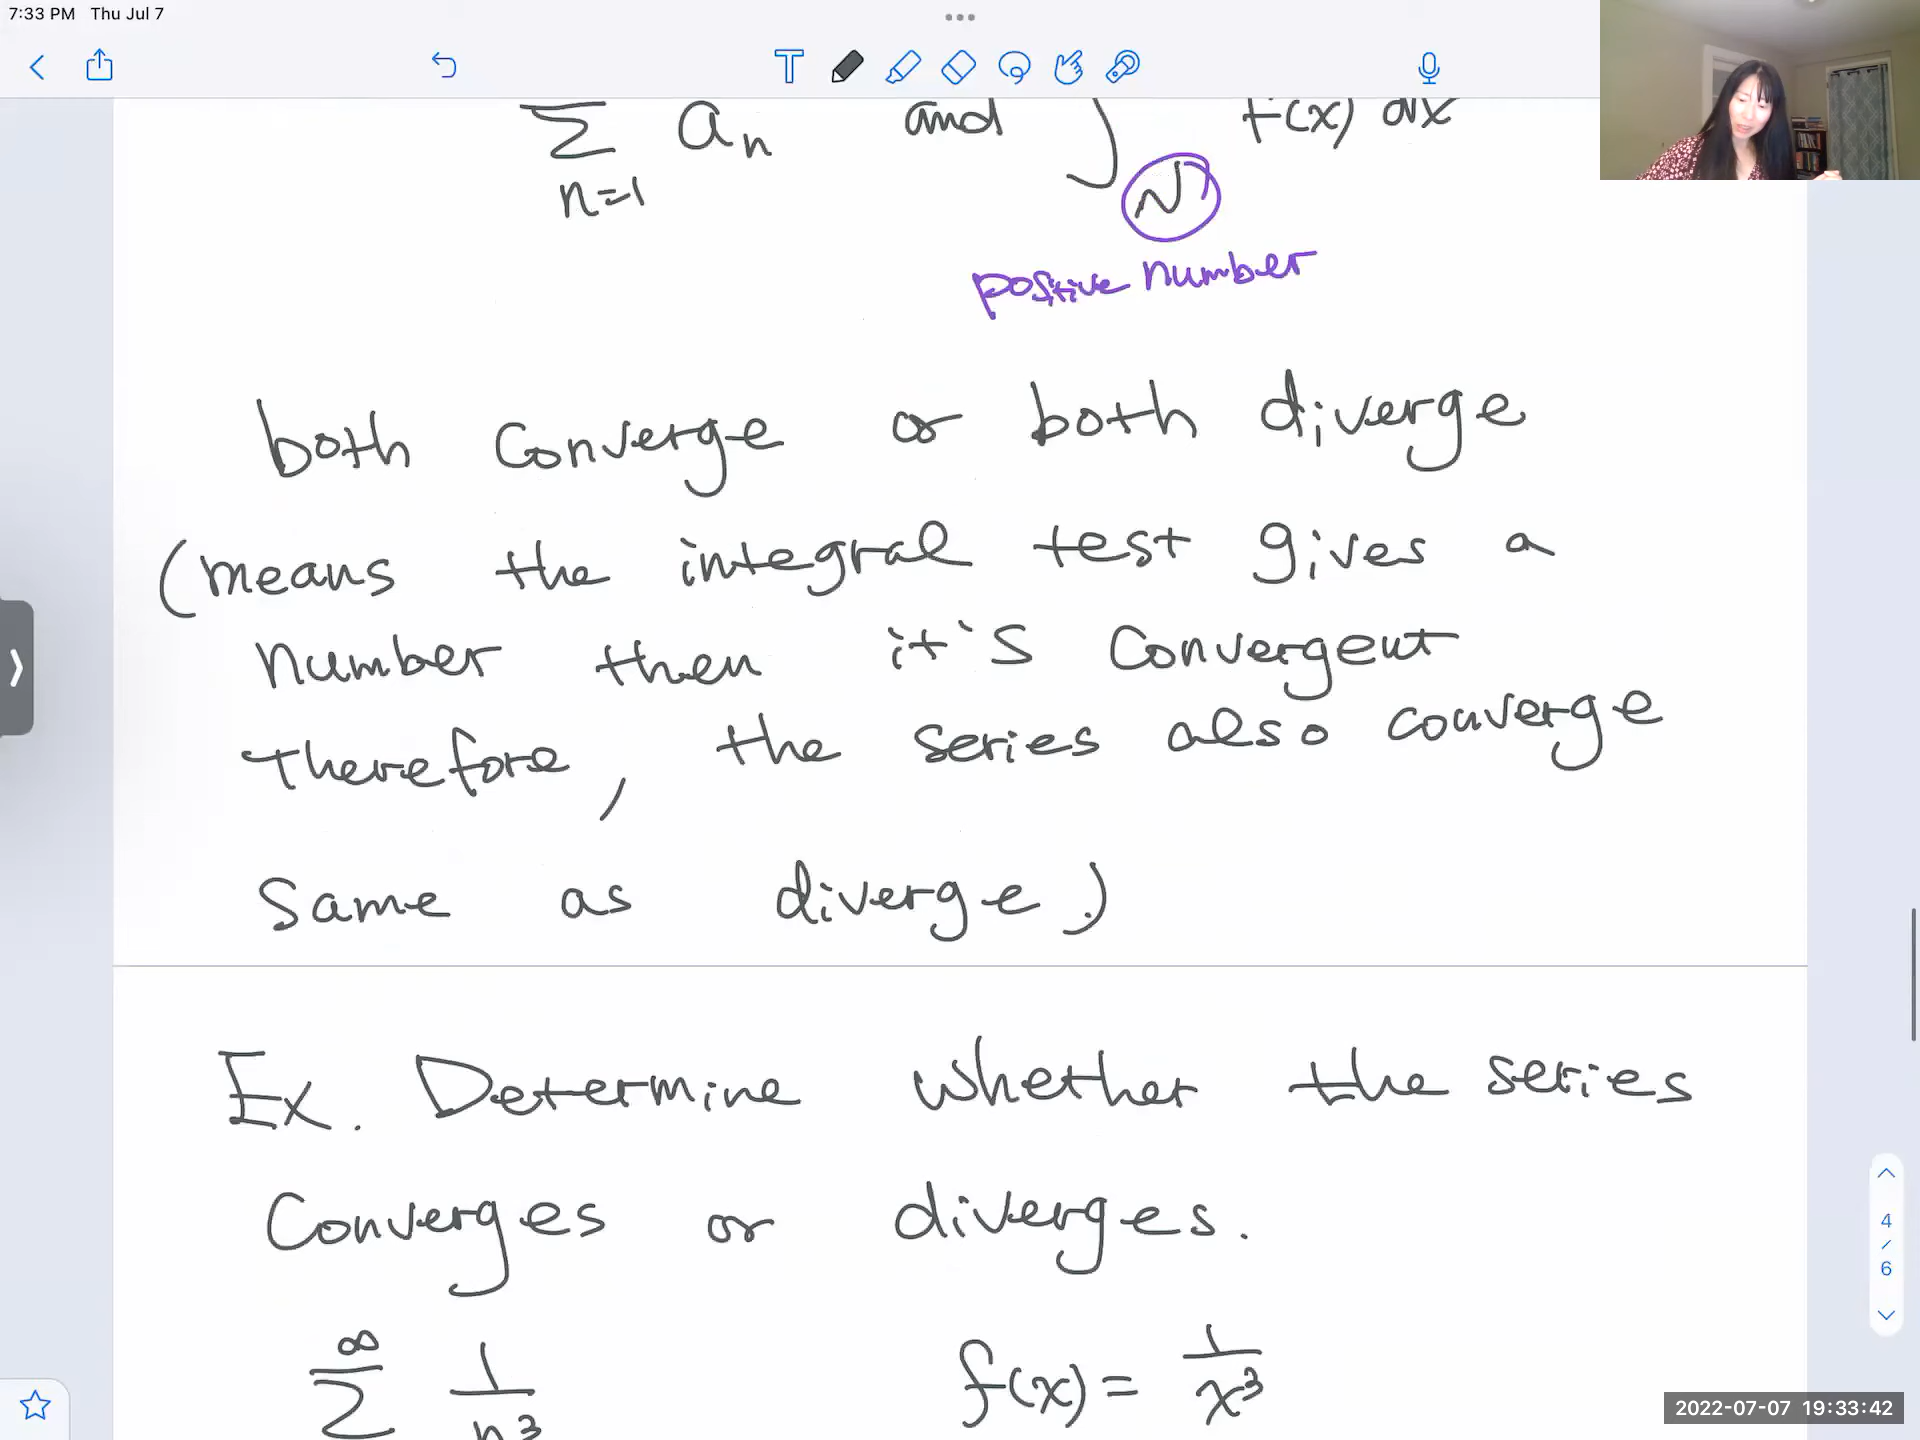 7:33 PM Thu Jul 7
∑ aₙ and ∫ f(x) dx
n=1 N
positive number
both converge or both diverge
(means the integral test gives a
number then it's convergent
therefore, the series also converge
same as diverge.)
Ex. Determine whether the series
Converges or diverges.
∞
∑ 1/n³ f(x) = 1/x³
4
/
6
2022-07-07 19:33:42